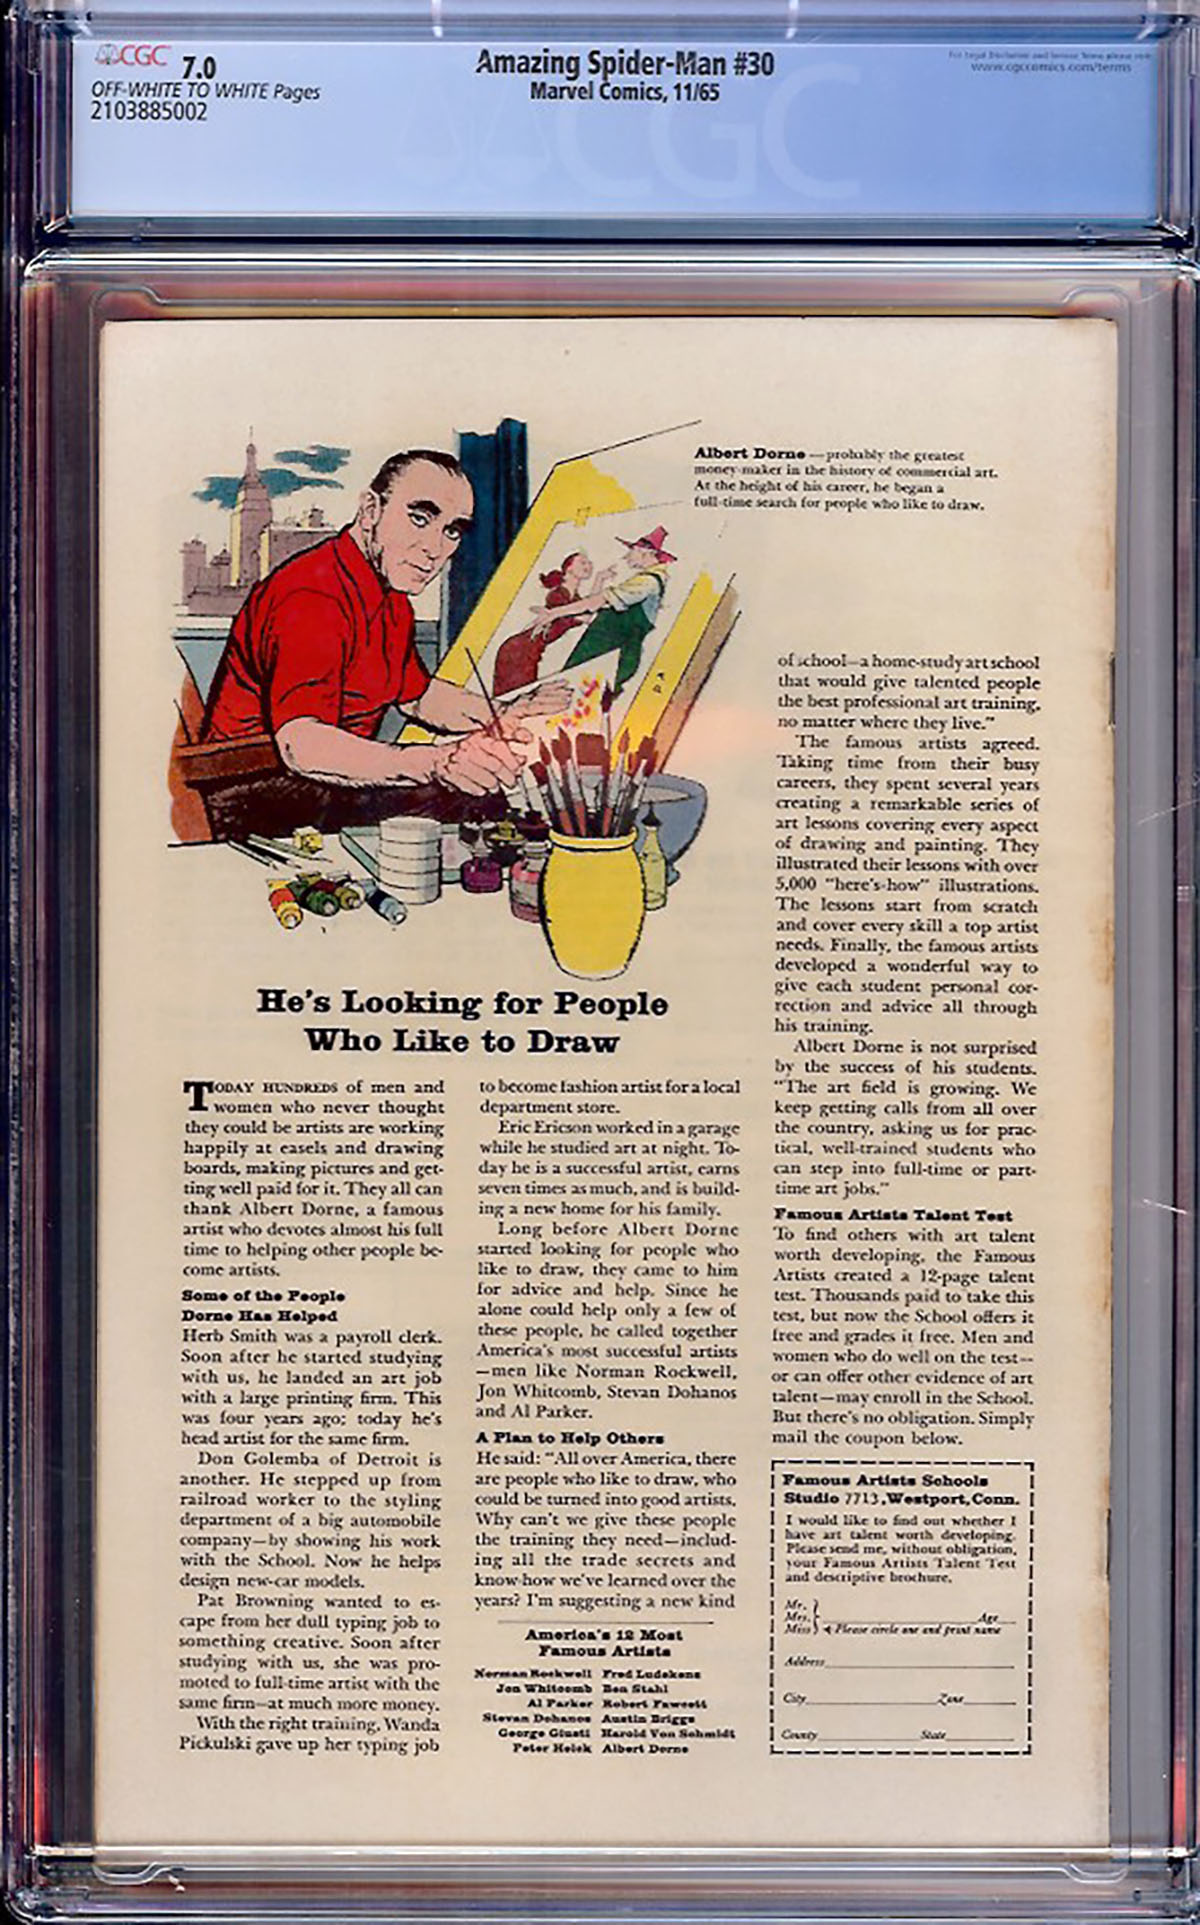 CGC 7.0
OFF-WHITE TO WHITE Pages
2103885002
Amazing Spider-Man #30
Marvel Comics, 11/65
For Legal Disclaimer and Service Terms please visit
www.cgccomics.com/terms
CGC
Albert Dorne — probably the greatest
money-maker in the history of commercial art.
At the height of his career, he began a
full-time search for people who like to draw.
He's Looking for People
Who Like to Draw
TODAY HUNDREDS of men and
women who never thought
they could be artists are working
happily at easels and drawing
boards, making pictures and get-
ting well paid for it. They all can
thank Albert Dorne, a famous
artist who devotes almost his full
time to helping other people be-
come artists.
Some of the People
Dorne Has Helped
Herb Smith was a payroll clerk.
Soon after he started studying
with us, he landed an art job
with a large printing firm. This
was four years ago; today he's
head artist for the same firm.
Don Golemba of Detroit is
another. He stepped up from
railroad worker to the styling
department of a big automobile
company—by showing his work
with the School. Now he helps
design new-car models.
Pat Browning wanted to es-
cape from her dull typing job to
something creative. Soon after
studying with us, she was pro-
moted to full-time artist with the
same firm—at much more money.
With the right training, Wanda
Pickulski gave up her typing job
to become fashion artist for a local
department store.
Eric Ericson worked in a garage
while he studied art at night. To-
day he is a successful artist, earns
seven times as much, and is build-
ing a new home for his family.
Long before Albert Dorne
started looking for people who
like to draw, they came to him
for advice and help. Since he
alone could help only a few of
these people, he called together
America's most successful artists
—men like Norman Rockwell,
Jon Whitcomb, Stevan Dohanos
and Al Parker.
A Plan to Help Others
He said: "All over America, there
are people who like to draw, who
could be turned into good artists.
Why can't we give these people
the training they need—includ-
ing all the trade secrets and
know-how we've learned over the
years? I'm suggesting a new kind
America's 12 Most
Famous Artists
Norman Rockwell Fred Ludekens
Jon Whitcomb Ben Stahl
Al Parker Robert Fawcett
Stevan Dohanos Austin Briggs
George Giusti Harold Von Schmidt
Peter Helck Albert Dorne
of school—a home-study art school
that would give talented people
the best professional art training,
no matter where they live."
The famous artists agreed.
Taking time from their busy
careers, they spent several years
creating a remarkable series of
art lessons covering every aspect
of drawing and painting. They
illustrated their lessons with over
5,000 "here's-how" illustrations.
The lessons start from scratch
and cover every skill a top artist
needs. Finally, the famous artists
developed a wonderful way to
give each student personal cor-
rection and advice all through
his training.
Albert Dorne is not surprised
by the success of his students.
"The art field is growing. We
keep getting calls from all over
the country, asking us for prac-
tical, well-trained students who
can step into full-time or part-
time art jobs."
Famous Artists Talent Test
To find others with art talent
worth developing, the Famous
Artists created a 12-page talent
test. Thousands paid to take this
test, but now the School offers it
free and grades it free. Men and
women who do well on the test—
or can offer other evidence of art
talent—may enroll in the School.
But there's no obligation. Simply
mail the coupon below.
Famous Artists Schools
Studio 7713, Westport, Conn.
I would like to find out whether I
have art talent worth developing.
Please send me, without obligation,
your Famous Artists Talent Test
and descriptive brochure.
Mr.
Mrs. Age
Miss Please circle one and print name
Address
City Zone
County State